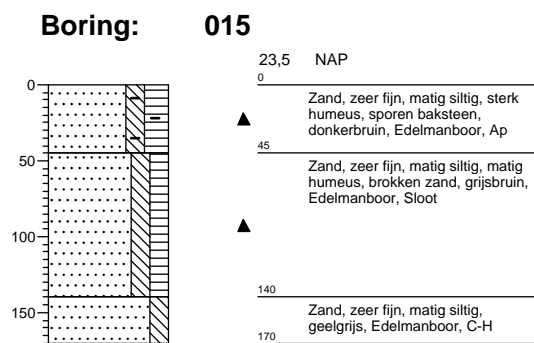 Boring: 015
23,5 NAP
0
0
Zand, zeer fijn, matig siltig, sterk
humeus, sporen baksteen,
donkerbruin, Edelmanboor, Ap
45
50
Zand, zeer fijn, matig siltig, matig
humeus, brokken zand, grijsbruin,
Edelmanboor, Sloot
100
140
150
Zand, zeer fijn, matig siltig,
geelgrijs, Edelmanboor, C-H
170